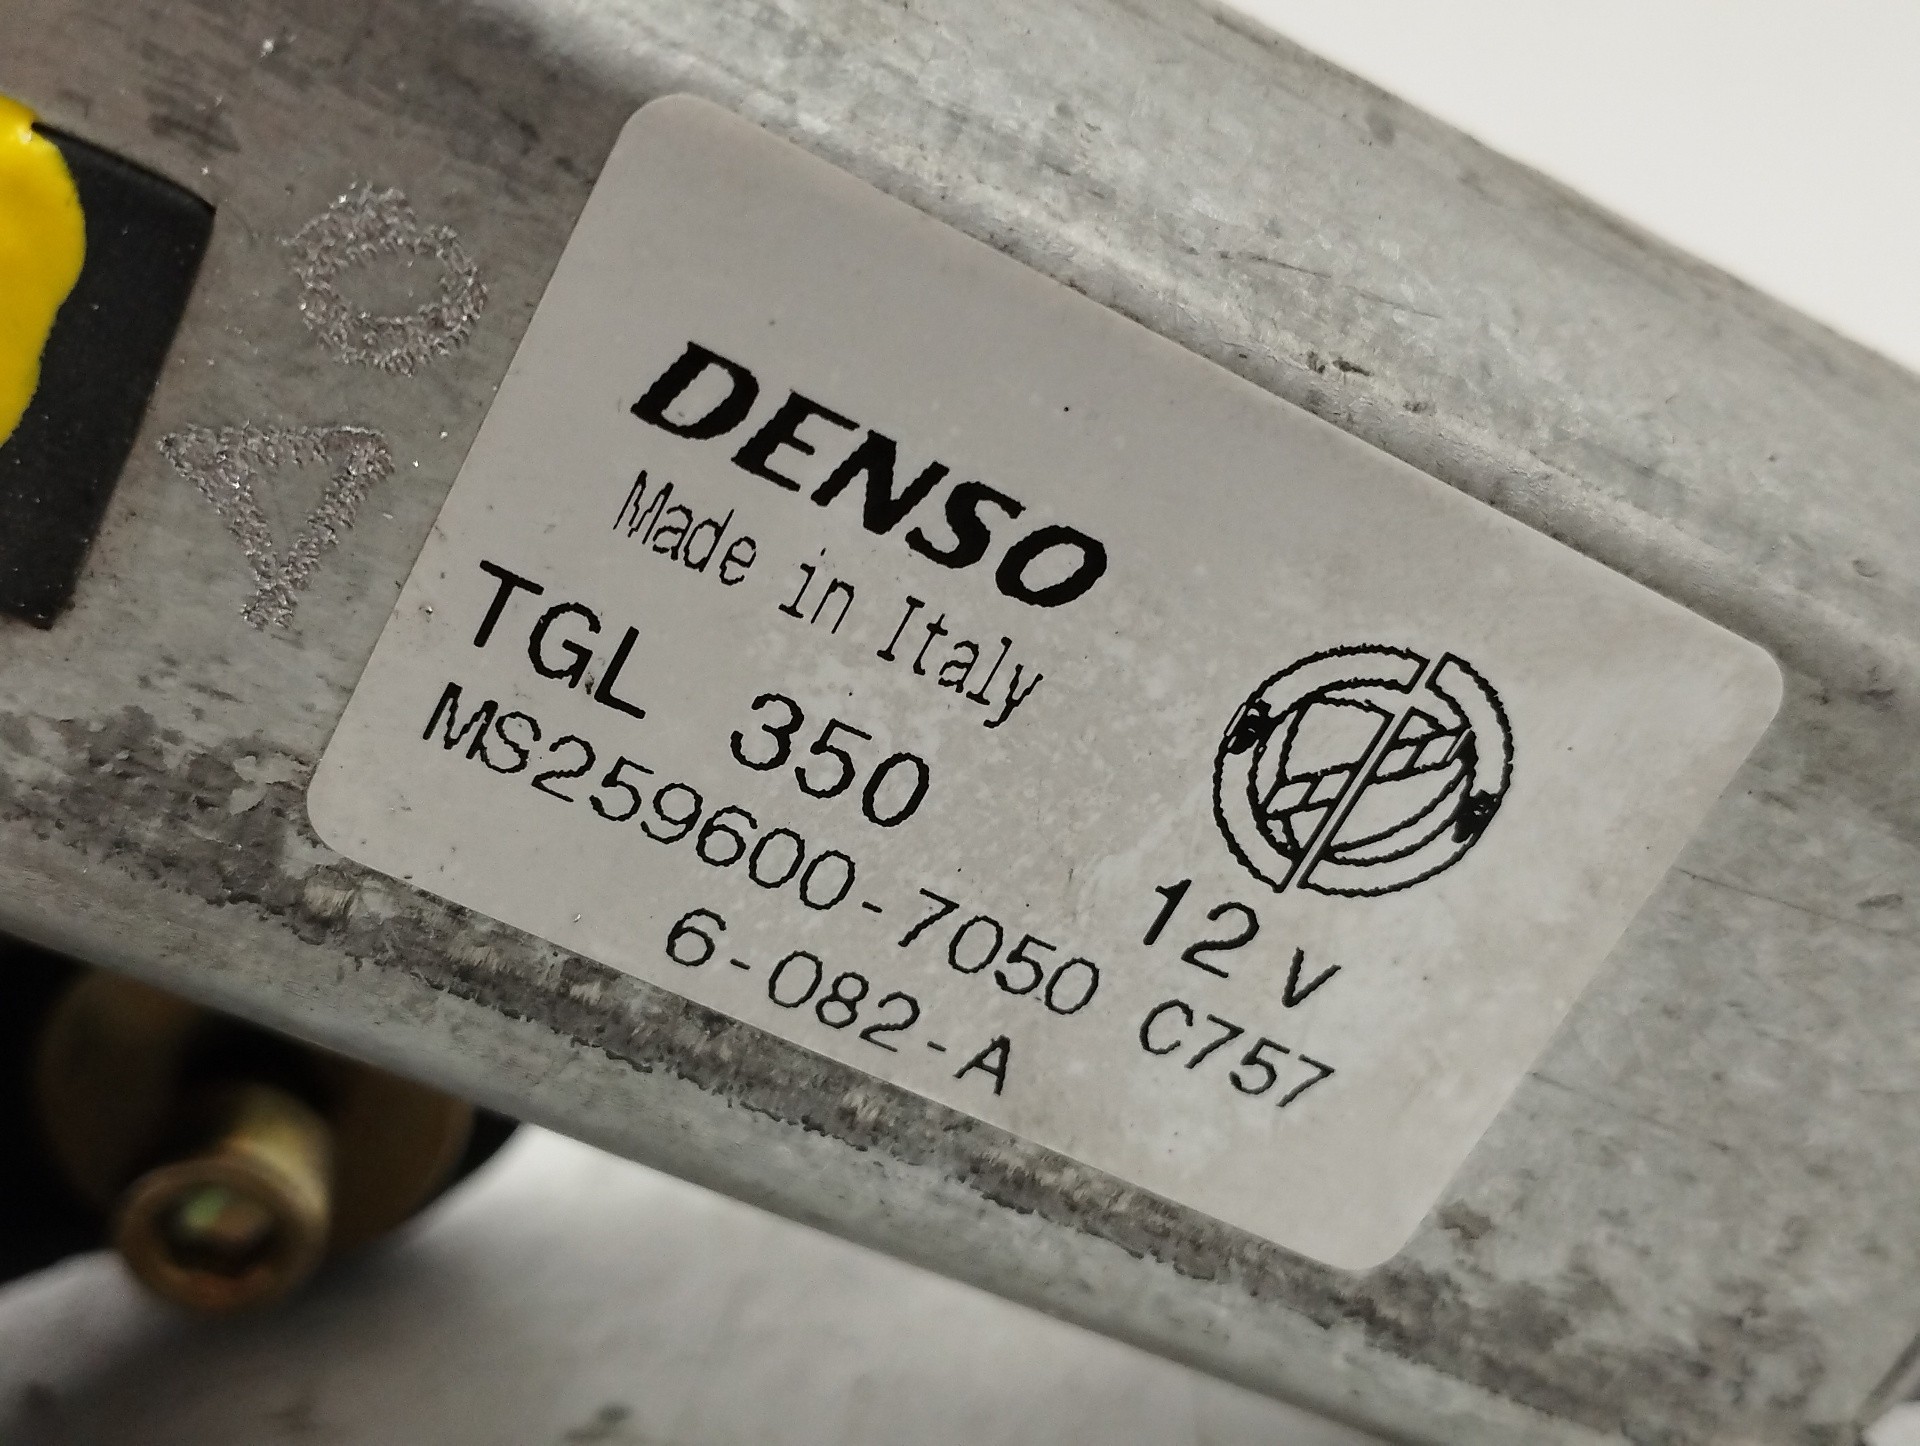 DENSO
Made in Italy
TGL 350
12 V
MS259600-7050 C757
6-082-A